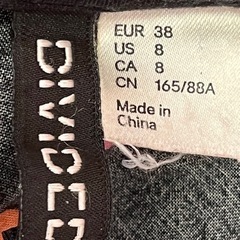 DIVIDED
EUR 38
US 8
CA 8
CN 165/88A
Made in
China